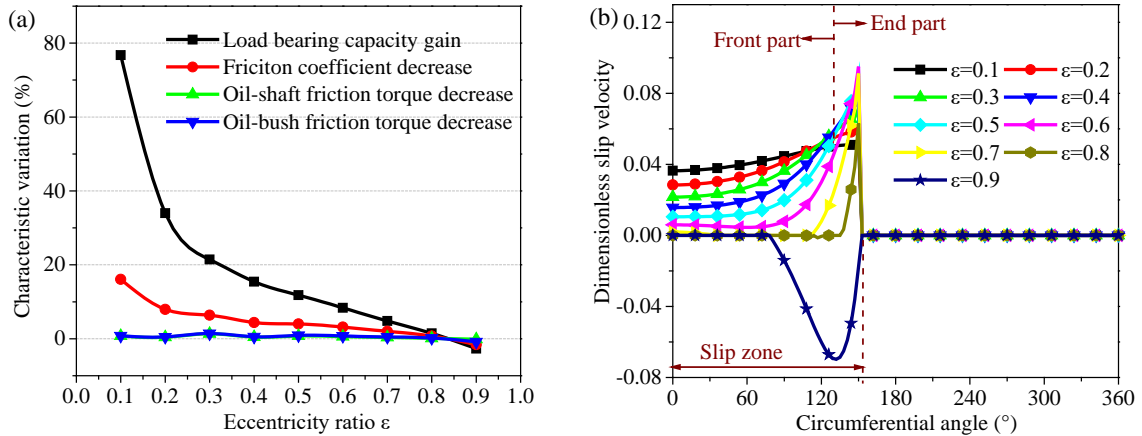 (a)
Characteristic variation (%)
80
60
40
20
0
Load bearing capacity gain
Friciton coefficient decrease
Oil-shaft friction torque decrease
Oil-bush friction torque decrease
0.0 0.1 0.2 0.3 0.4 0.5 0.6 0.7 0.8 0.9 1.0
Eccentricity ratio ε
(b)
Dimensionless slip velocity
0.12
0.08
0.04
0.00
-0.04
-0.08
End part
Front part
ε=0.1 ε=0.2
ε=0.3 ε=0.4
ε=0.5 ε=0.6
ε=0.7 ε=0.8
ε=0.9
Slip zone
0 60 120 180 240 300 360
Circumferential angle (°)